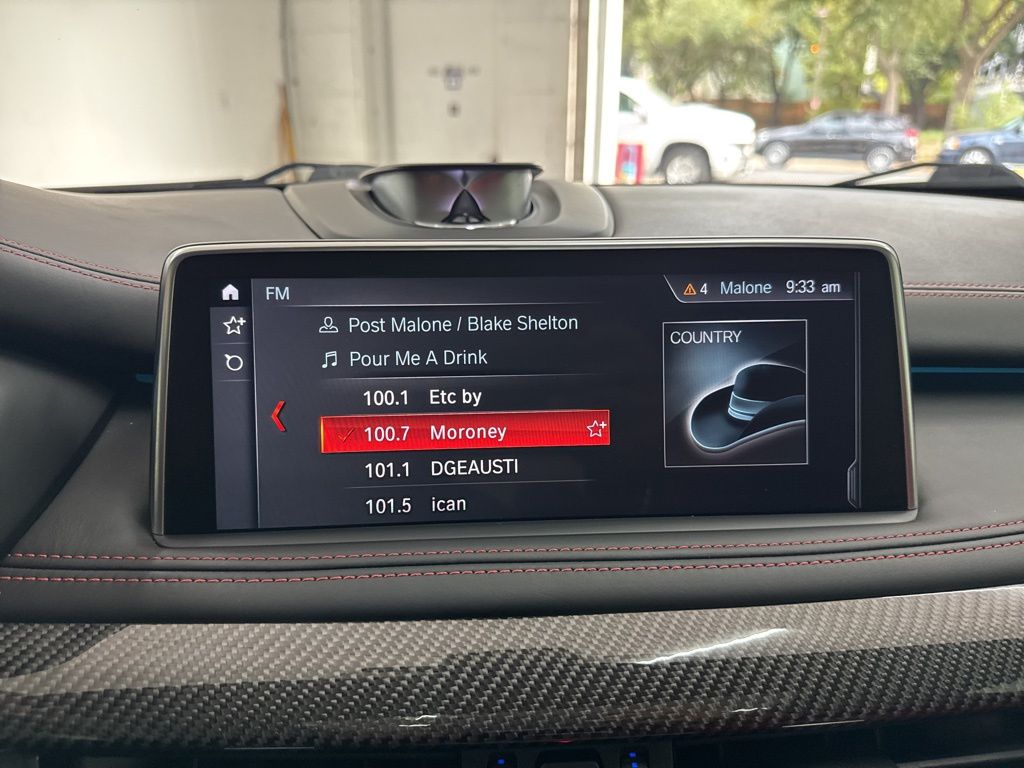 FM
4 Malone 9:33 am
Post Malone / Blake Shelton
Pour Me A Drink
COUNTRY
100.1 Etc by
100.7 Moroney
101.1 DGEAUSTI
101.5 ican